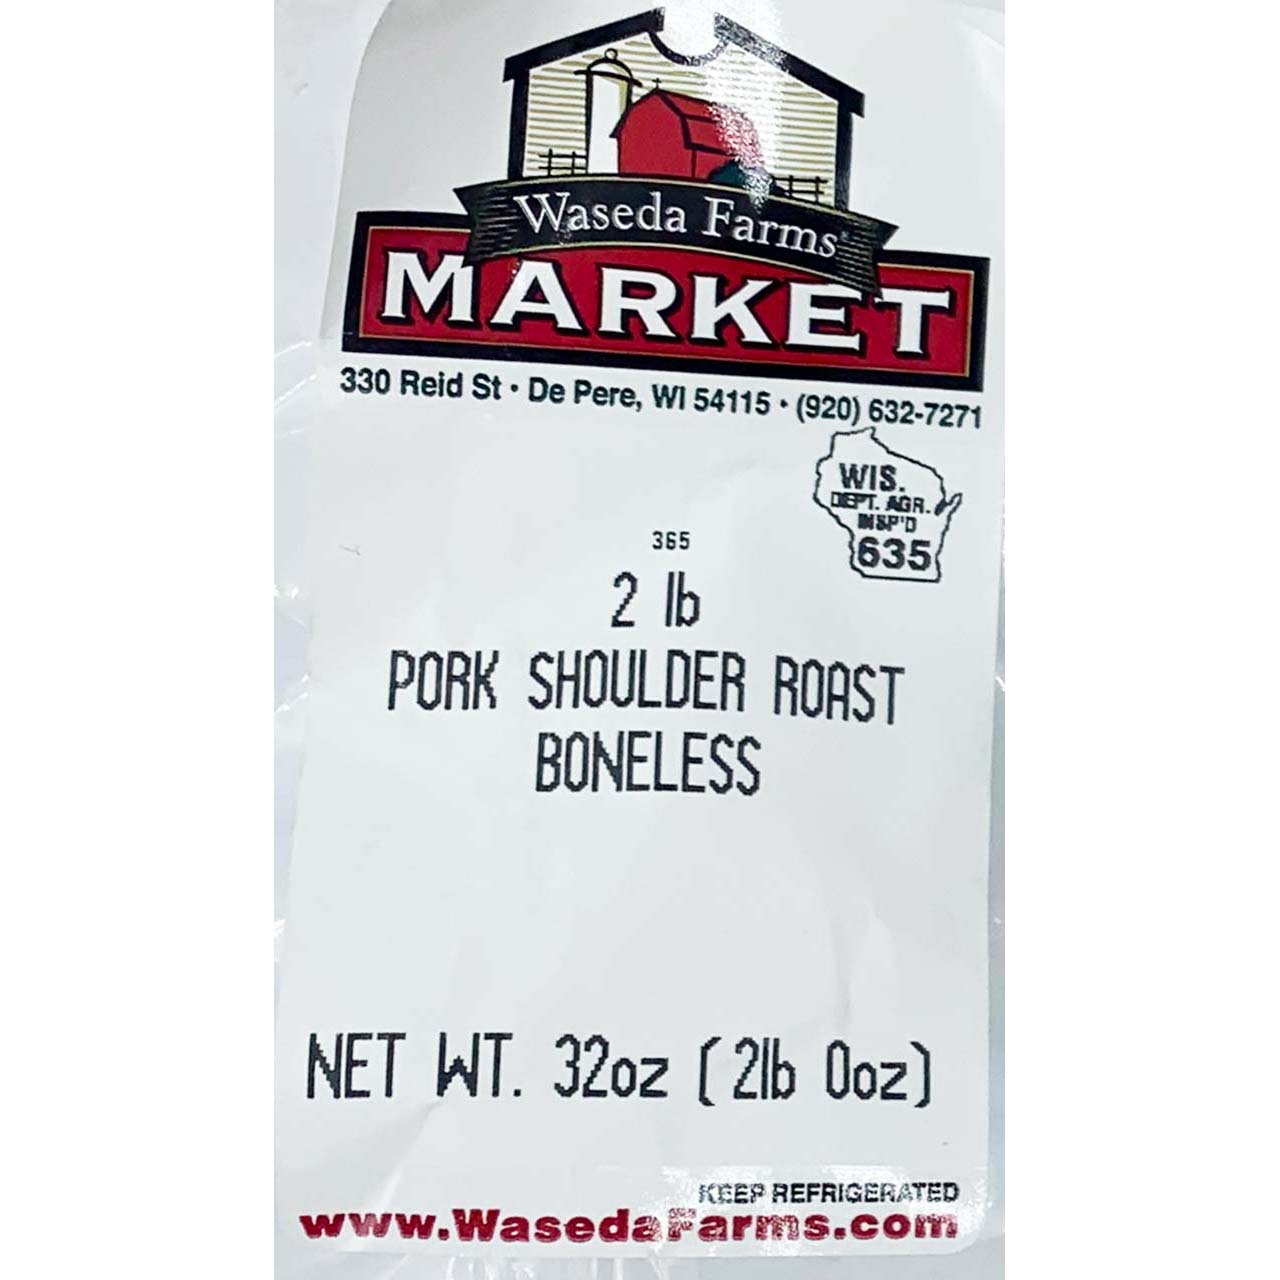 Waseda Farms®
MARKET
330 Reid St • De Pere, WI 54115 • (920) 632-7271
WIS.
DEPT. AGR.
INSP'D
635
365
2 lb
PORK SHOULDER ROAST
BONELESS
NET WT. 32oz (2lb 0oz)
KEEP REFRIGERATED
www.WasedaFarms.com